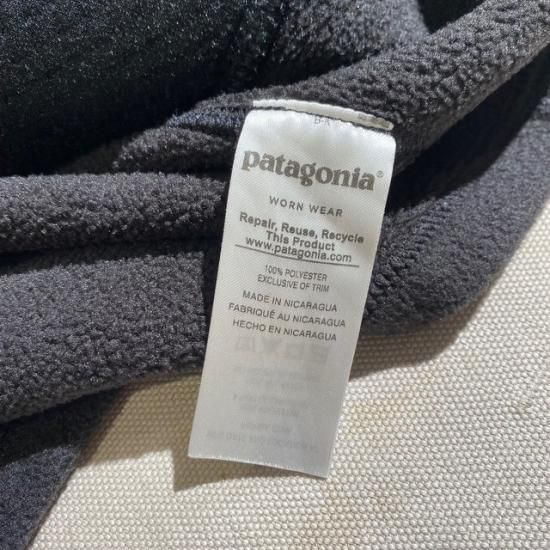 patagonia®
WORN WEAR
Repair, Reuse, Recycle
This Product
www.patagonia.com
100% POLYESTER
EXCLUSIVE OF TRIM
MADE IN NICARAGUA
FABRIQUÉ AU NICARAGUA
HECHO EN NICARAGUA